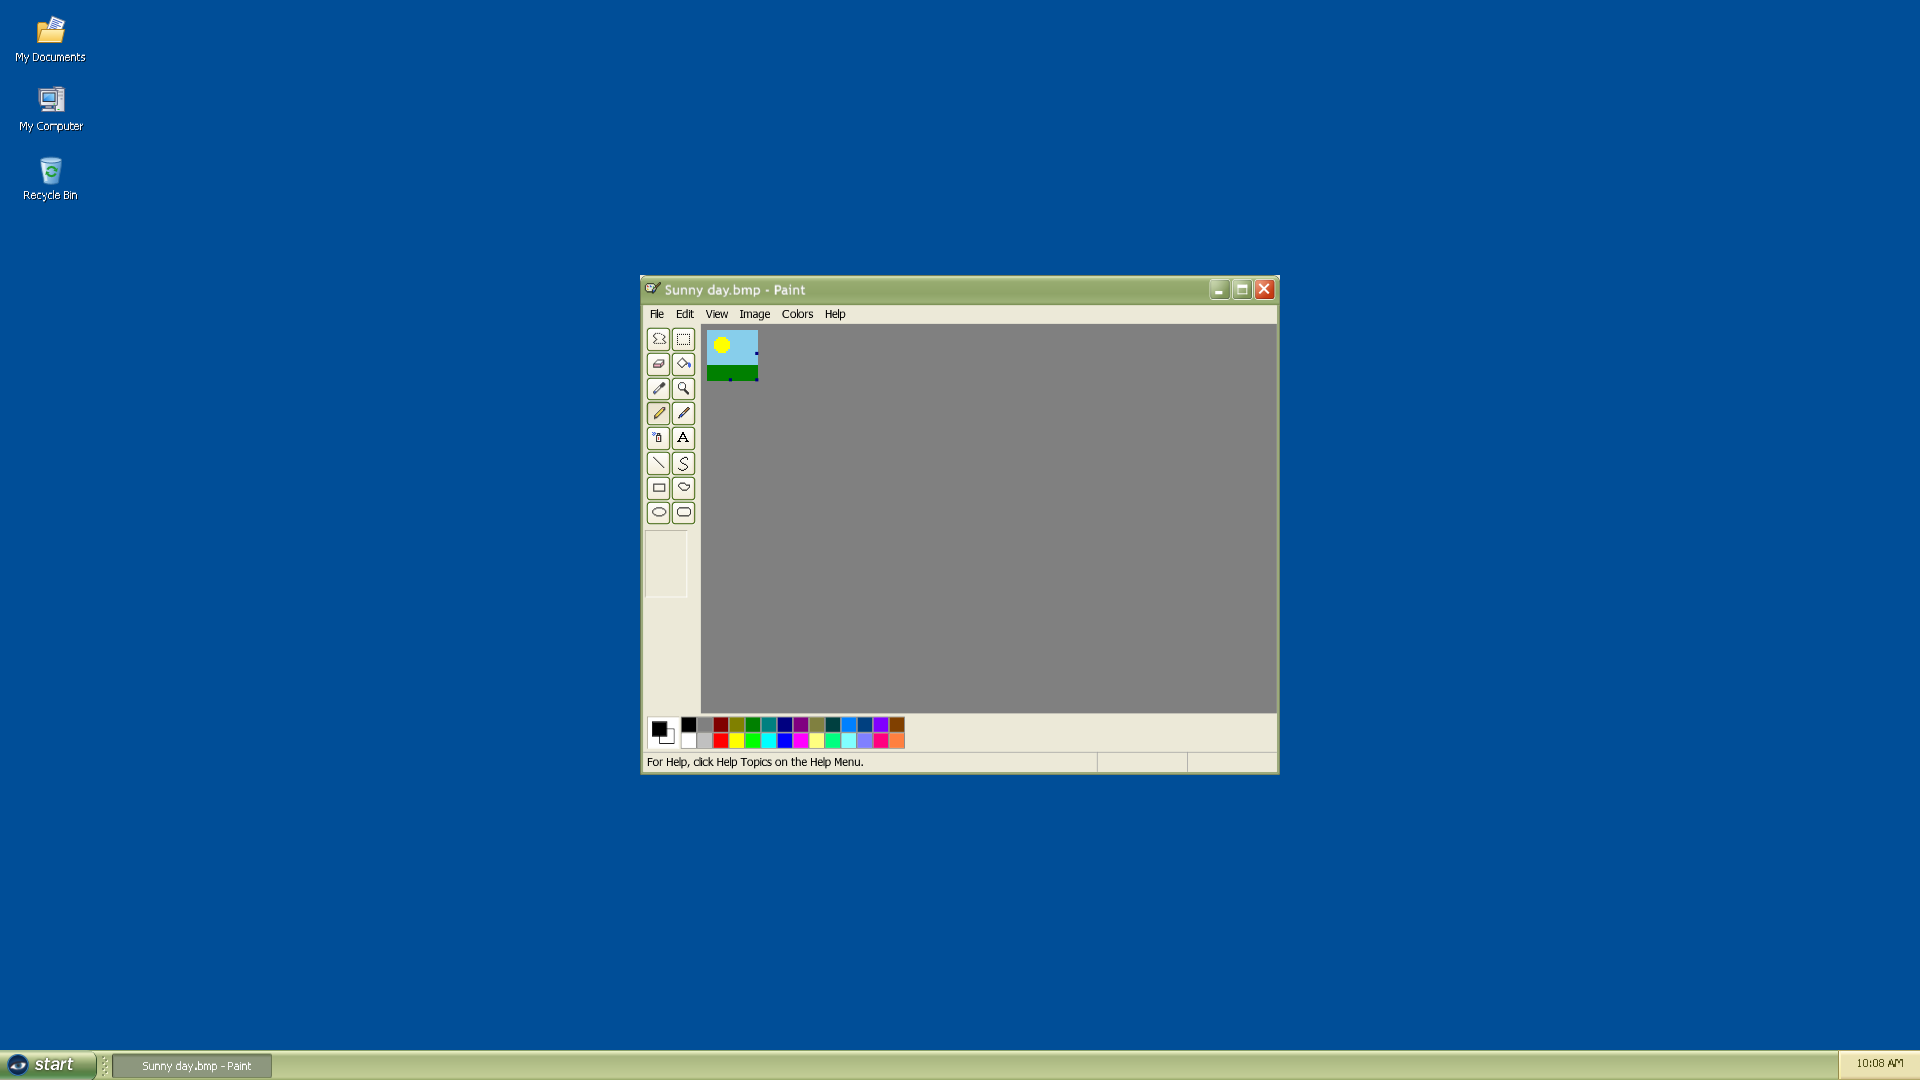 My Documents
My Computer
Recycle Bin
Sunny day.bmp - Paint
File Edit View Image Colors Help
A
For Help, click Help Topics on the Help Menu.
start
Sunny day.bmp - Paint
10:08 AM